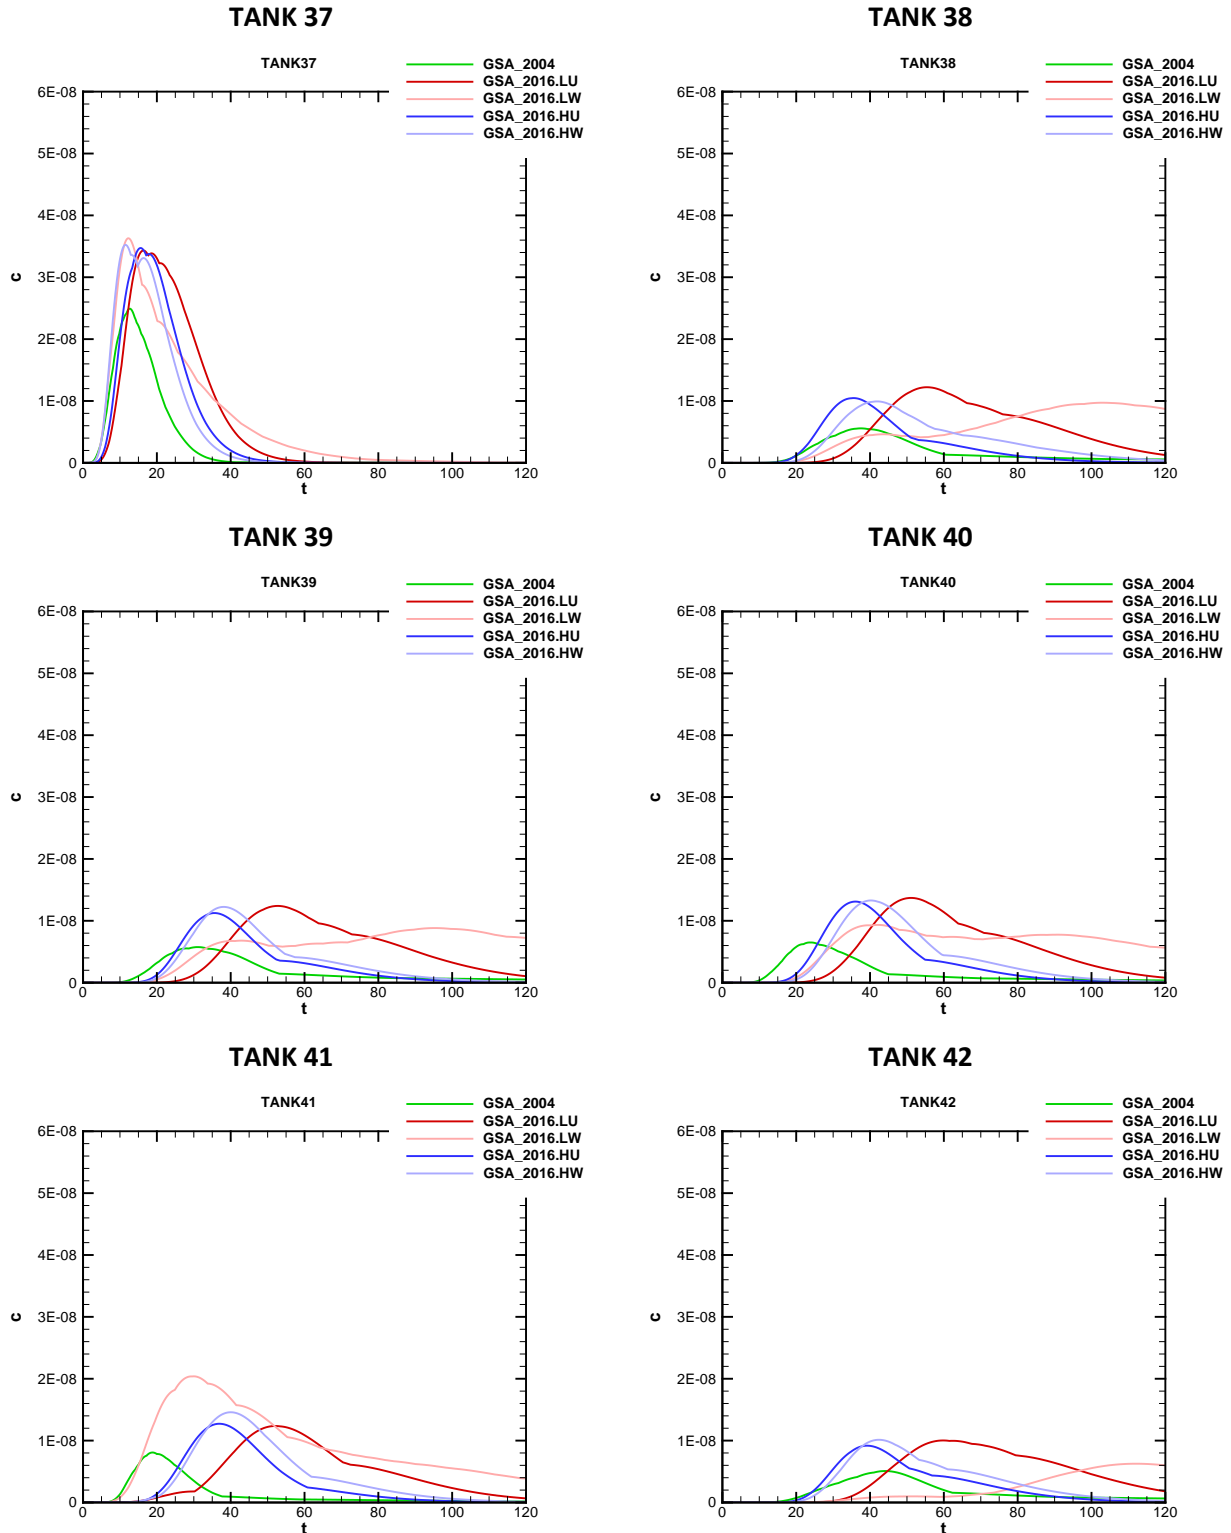 TANK 37
TANK37
GSA_2004
GSA_2016.LU
GSA_2016.LW
GSA_2016.HU
GSA_2016.HW
6E-08
5E-08
4E-08
3E-08
2E-08
1E-08
0
c
0 20 40 60 80 100 120
t
TANK 38
TANK38
GSA_2004
GSA_2016.LU
GSA_2016.LW
GSA_2016.HU
GSA_2016.HW
6E-08
5E-08
4E-08
3E-08
2E-08
1E-08
0
c
0 20 40 60 80 100 120
t
TANK 39
TANK39
GSA_2004
GSA_2016.LU
GSA_2016.LW
GSA_2016.HU
GSA_2016.HW
6E-08
5E-08
4E-08
3E-08
2E-08
1E-08
0
c
0 20 40 60 80 100 120
t
TANK 40
TANK40
GSA_2004
GSA_2016.LU
GSA_2016.LW
GSA_2016.HU
GSA_2016.HW
6E-08
5E-08
4E-08
3E-08
2E-08
1E-08
0
c
0 20 40 60 80 100 120
t
TANK 41
TANK41
GSA_2004
GSA_2016.LU
GSA_2016.LW
GSA_2016.HU
GSA_2016.HW
6E-08
5E-08
4E-08
3E-08
2E-08
1E-08
0
c
0 20 40 60 80 100 120
t
TANK 42
TANK42
GSA_2004
GSA_2016.LU
GSA_2016.LW
GSA_2016.HU
GSA_2016.HW
6E-08
5E-08
4E-08
3E-08
2E-08
1E-08
0
c
0 20 40 60 80 100 120
t